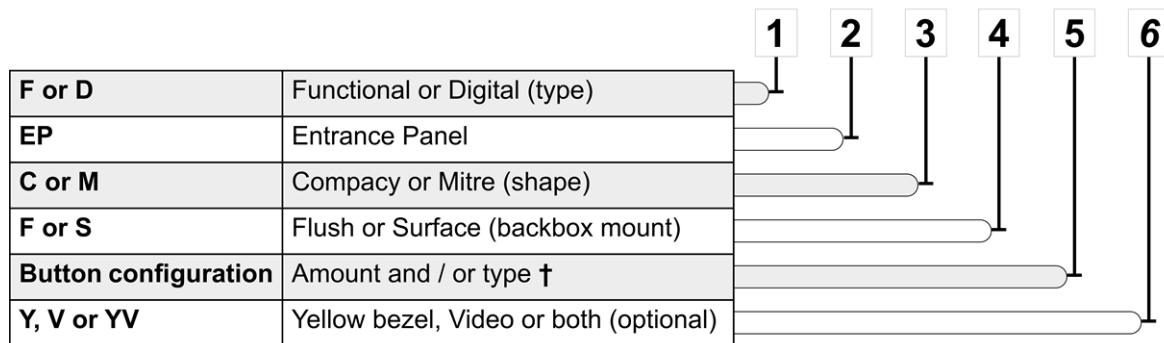 1 2 3 4 5 6
F or D Functional or Digital (type)
EP Entrance Panel
C or M Compacy or Mitre (shape)
F or S Flush or Surface (backbox mount)
Button configuration Amount and / or type †
Y, V or YV Yellow bezel, Video or both (optional)